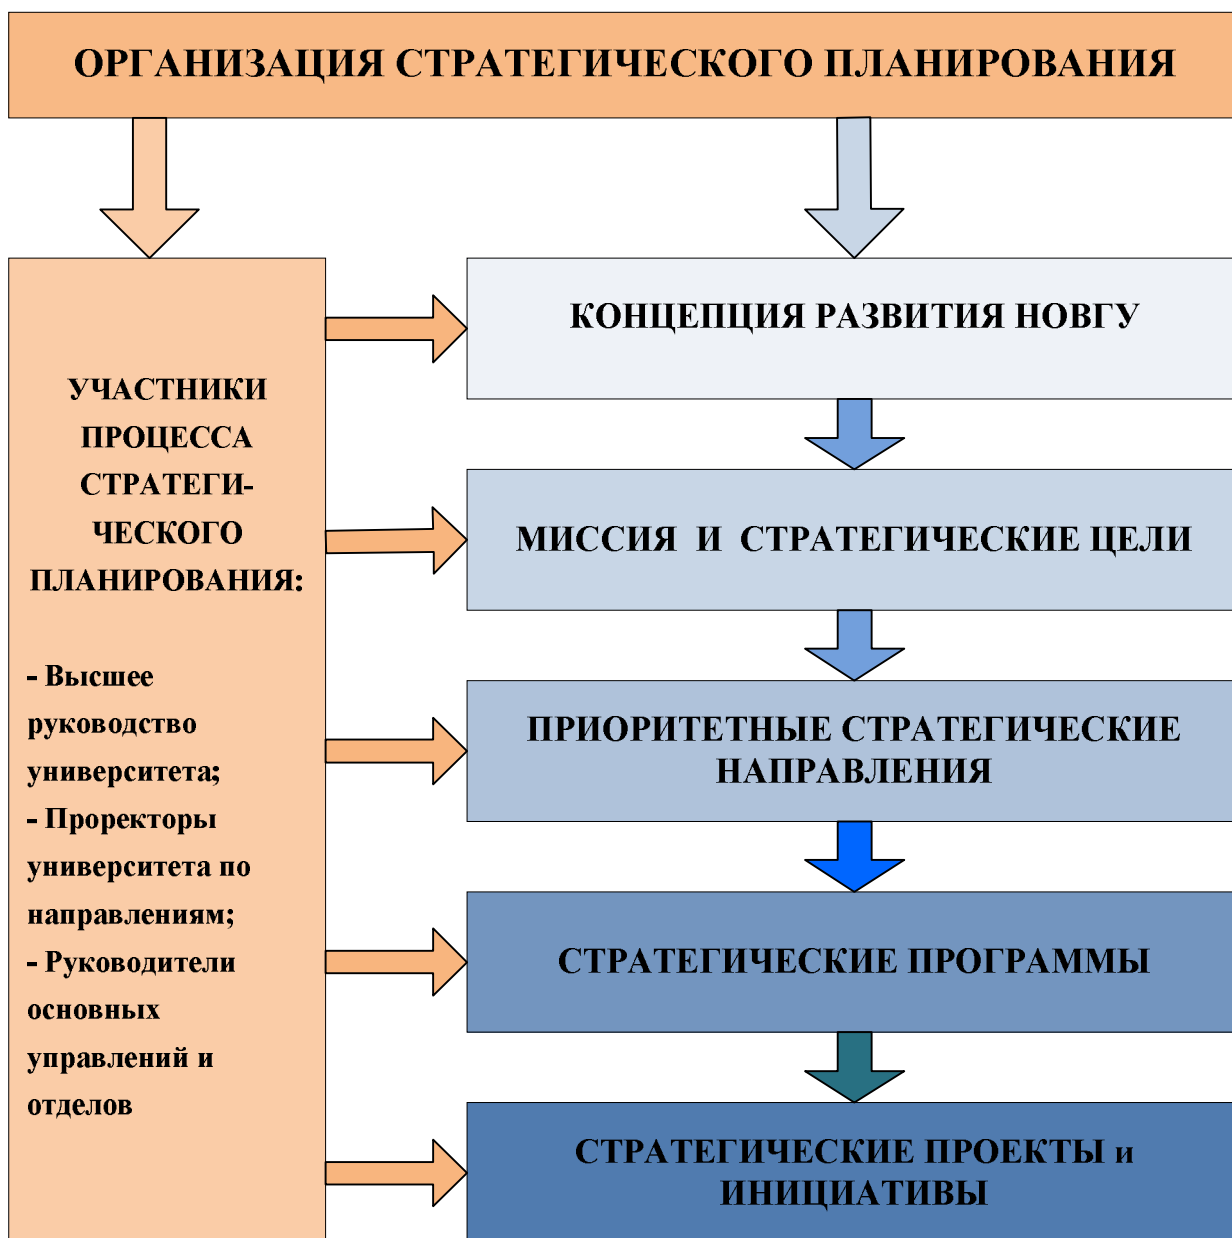 ОРГАНИЗАЦИЯ СТРАТЕГИЧЕСКОГО ПЛАНИРОВАНИЯ
УЧАСТНИКИ
ПРОЦЕССА
СТРАТЕГИ-
ЧЕСКОГО
ПЛАНИРОВАНИЯ:
- Высшее
руководство
университета;
- Проректоры
университета по
направлениям;
- Руководители
основных
управлений и
отделов
КОНЦЕПЦИЯ РАЗВИТИЯ НОВГУ
МИССИЯ И СТРАТЕГИЧЕСКИЕ ЦЕЛИ
ПРИОРИТЕТНЫЕ СТРАТЕГИЧЕСКИЕ
НАПРАВЛЕНИЯ
СТРАТЕГИЧЕСКИЕ ПРОГРАММЫ
СТРАТЕГИЧЕСКИЕ ПРОЕКТЫ и
ИНИЦИАТИВЫ